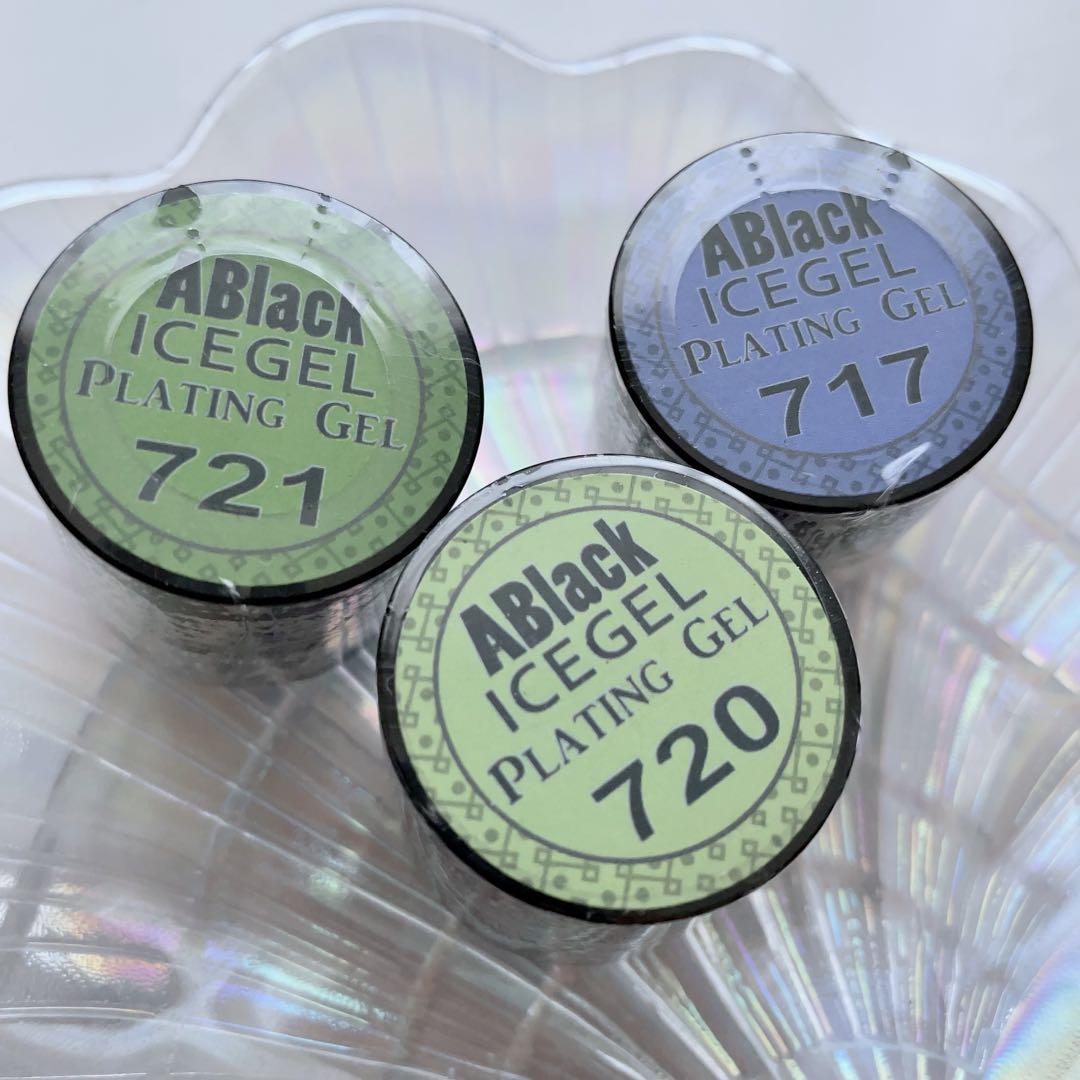 ABlack
ICEGEL
PLATING GEL
721
ABlack
ICEGEL
PLATING GEL
717
ABlack
ICEGEL
PLATING GEL
720